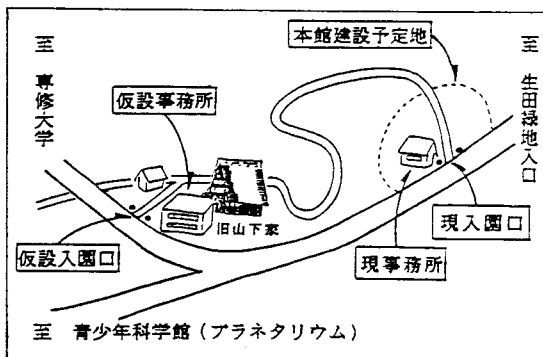 至 専修大学
仮設事務所
本館建設予定地
至 生田緑地入口
旧山下家
仮設入園口
現入園口
現事務所
至 青少年科学館(プラネタリウム)